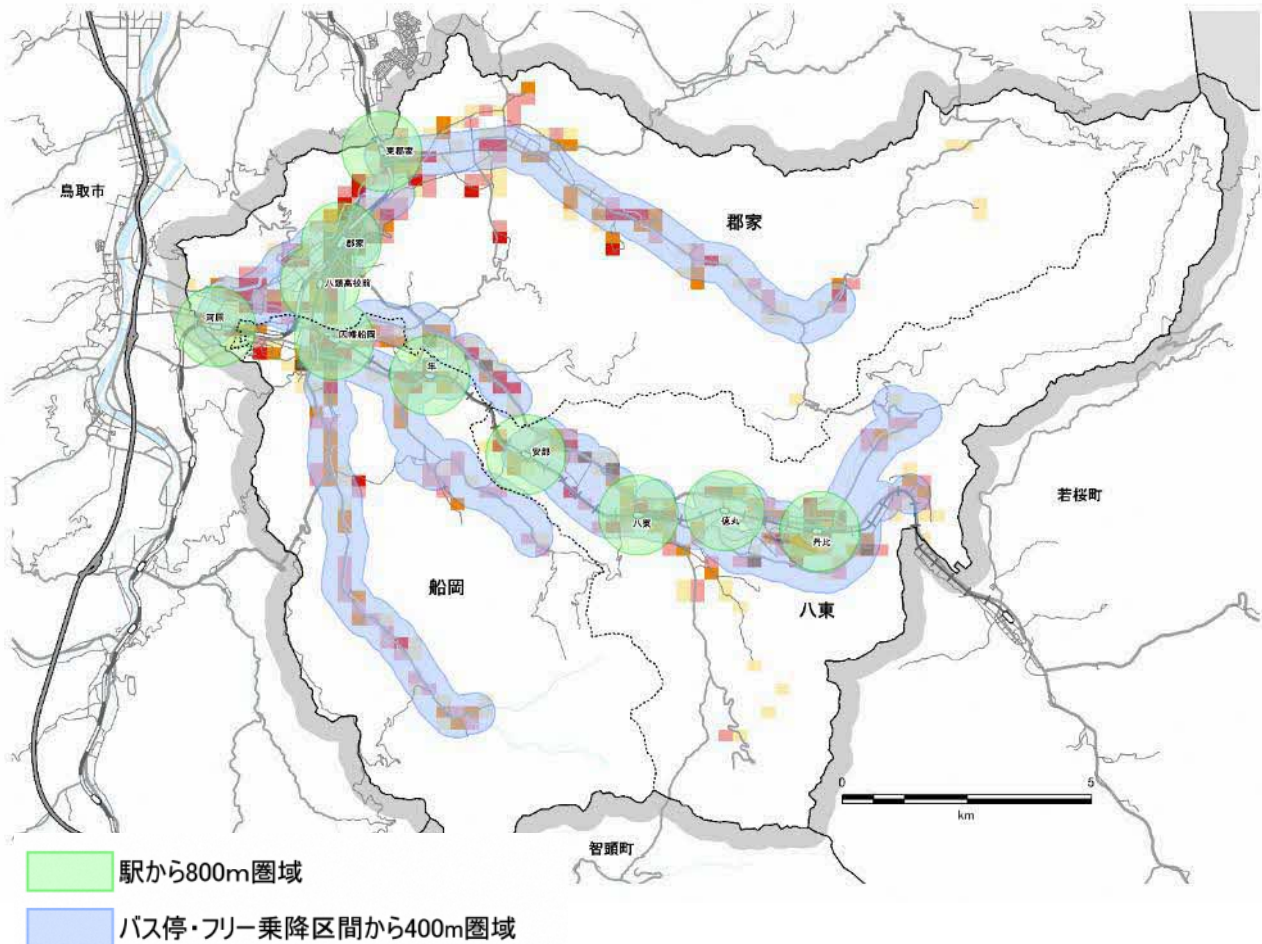 東郡家
鳥取市
郡家
郡家
八頭高校前
河原
因幡船岡
隼
安部
若桜町
八東
徳丸
丹比
船岡
八東
0
5
km
智頭町
駅から800m圏域
バス停・フリー乗降区間から400m圏域